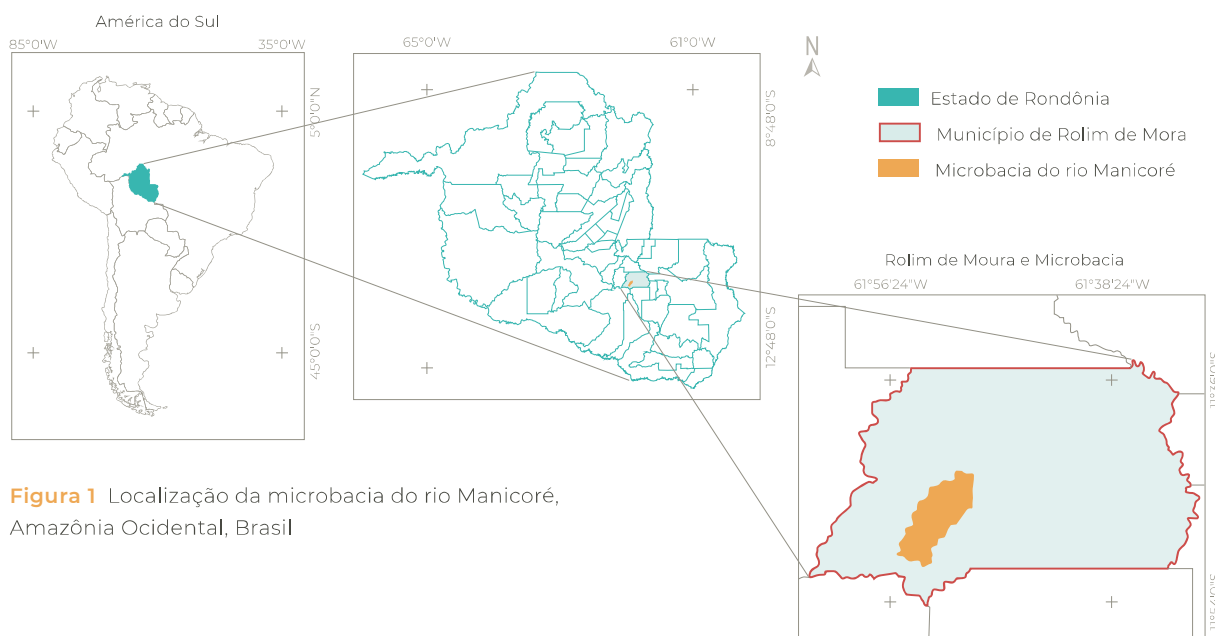 América do Sul
85°0'W
35°0'W
5°0'0"N
45°0'0"S
65°0'W
61°0'W
8°48'0"S
12°48'0"S
N
Estado de Rondônia
Município de Rolim de Mora
Microbacia do rio Manicoré
Rolim de Moura e Microbacia
61°56'24"W
61°38'24"W
Figura 1 Localização da microbacia do rio Manicoré,
Amazônia Ocidental, Brasil